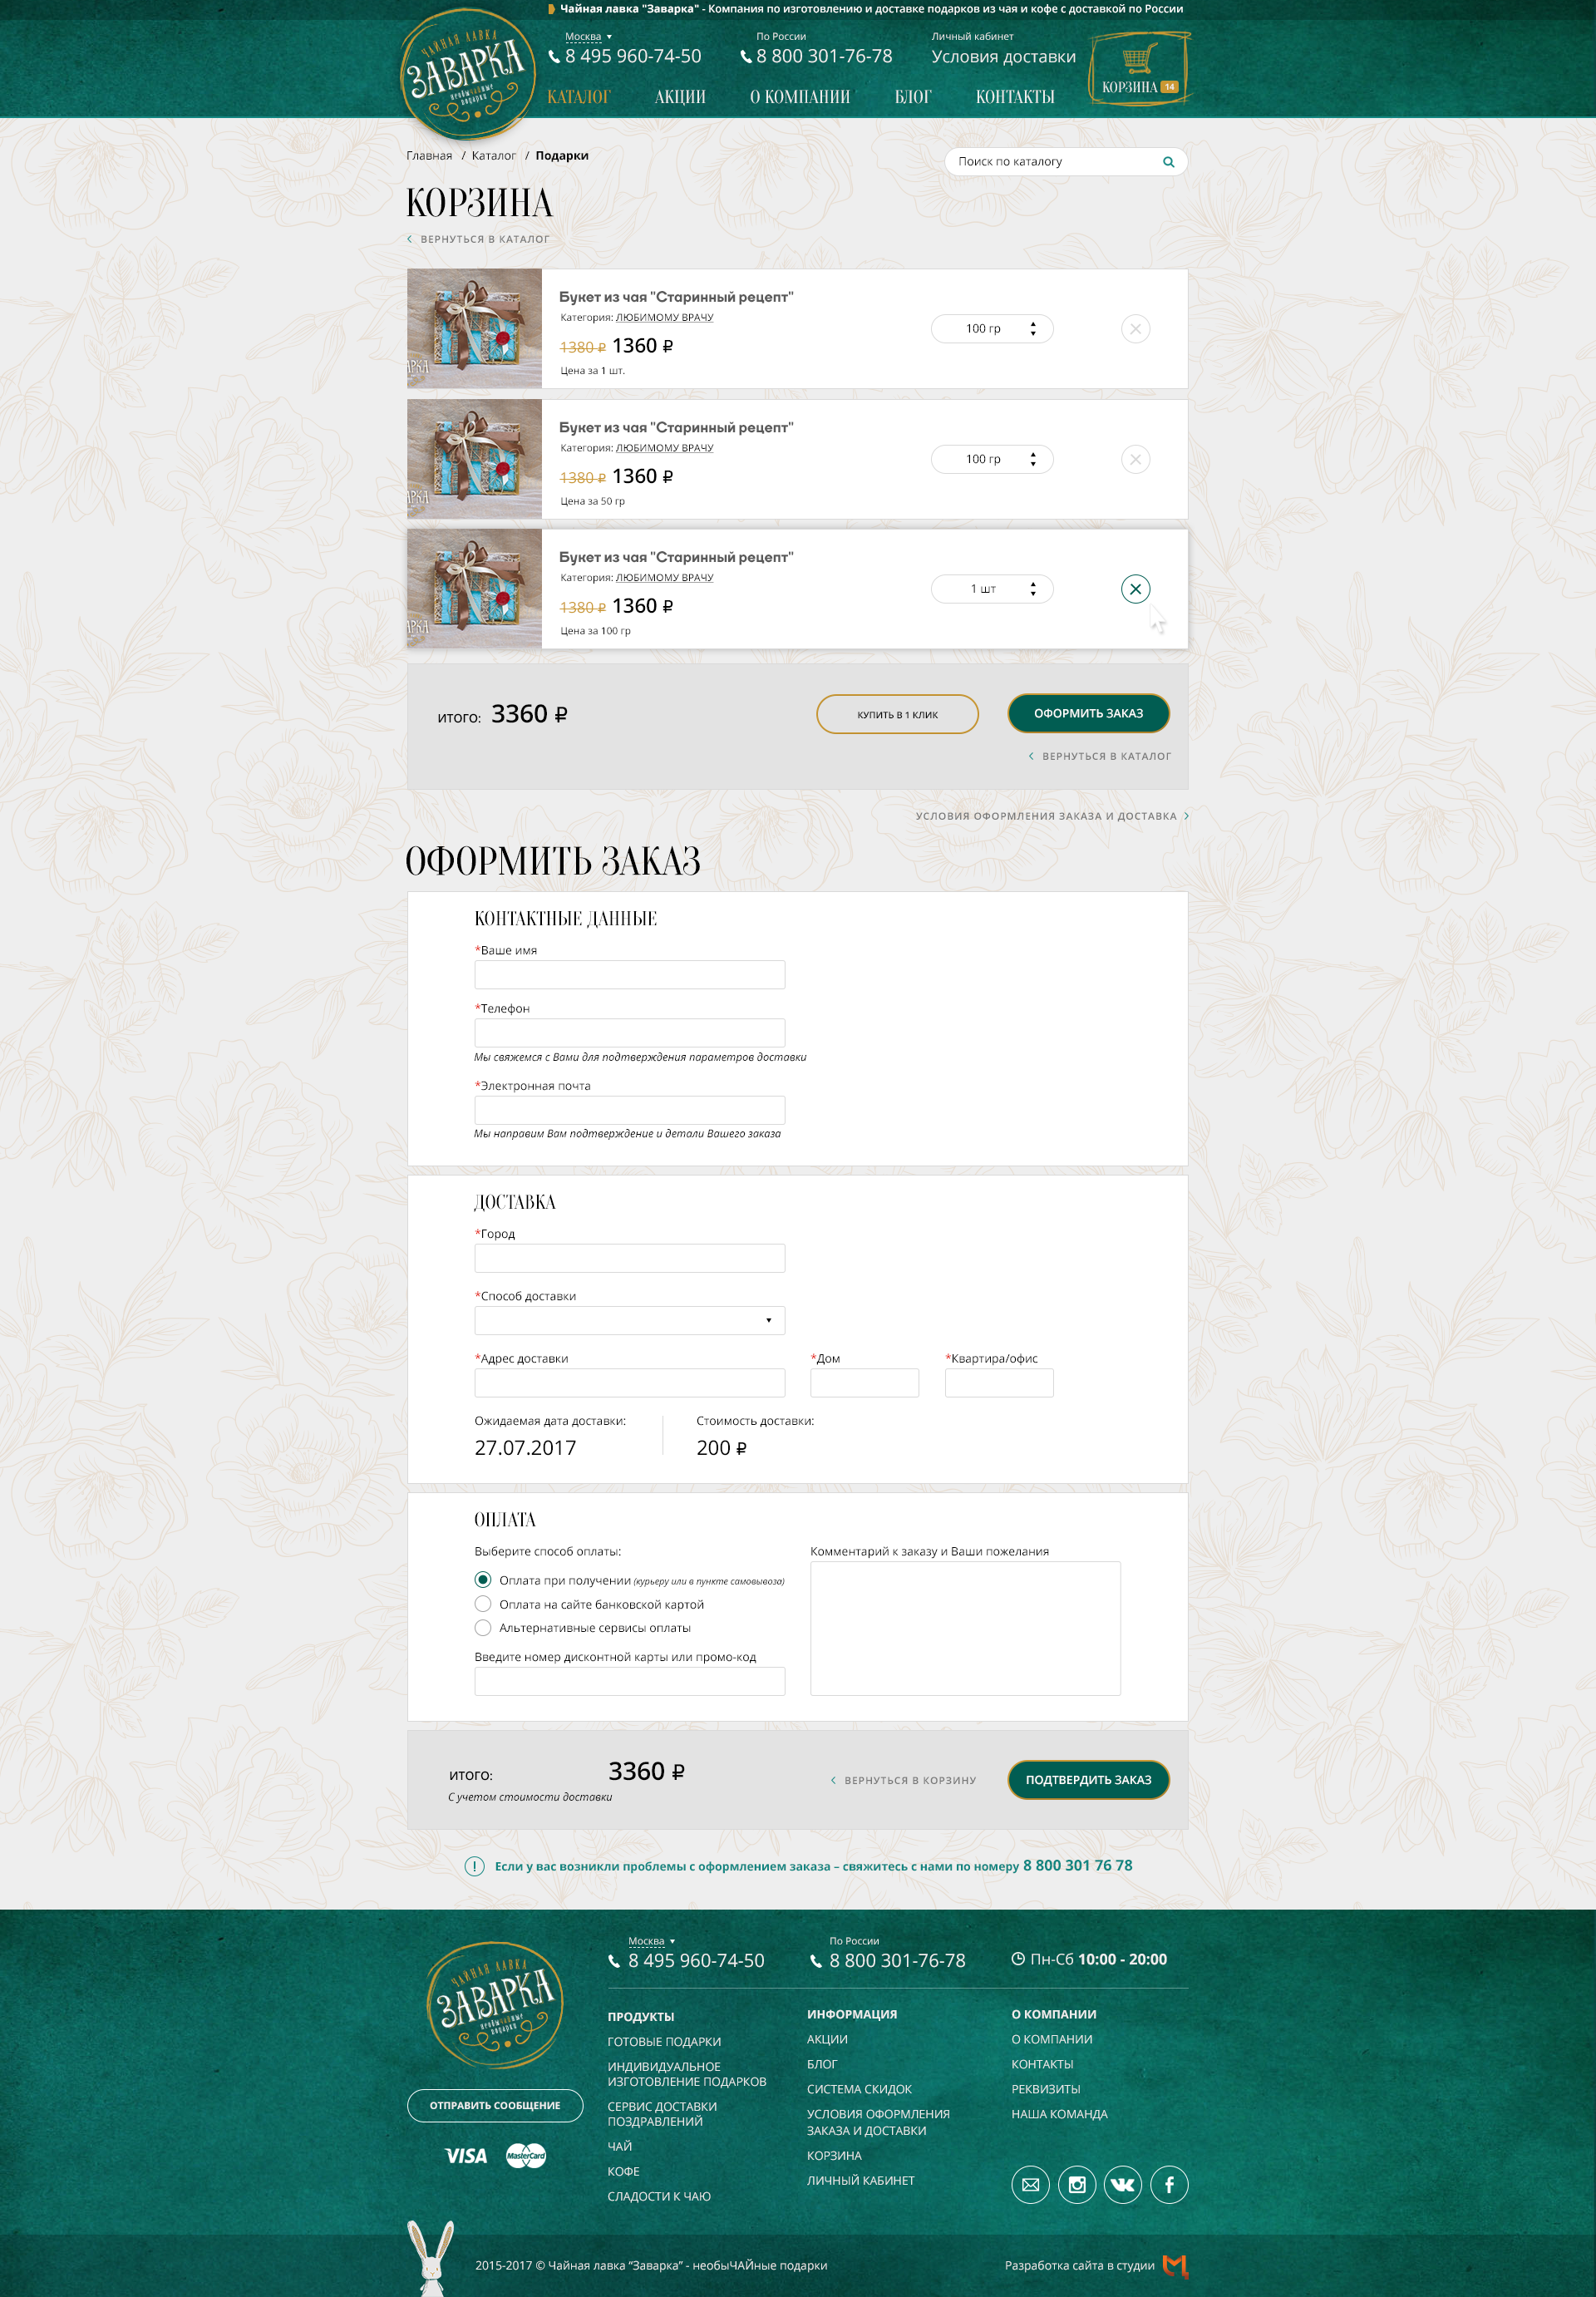 Чайная лавка "Заварка" - Компания по изготовлению и доставке подарков из чая и кофе с доставкой по России
ЧАЙНАЯ ЛАВКА
ЗАВАРКА
необыЧАЙные
подарки
Москва
8 495 960-74-50
По России
8 800 301-76-78
Личный кабинет
Условия доставки
КОРЗИНА 14
КАТАЛОГ
АКЦИИ
О КОМПАНИИ
БЛОГ
КОНТАКТЫ
Главная / Каталог / Подарки
Поиск по каталогу
КОРЗИНА
ВЕРНУТЬСЯ В КАТАЛОГ
Букет из чая "Старинный рецепт"
Категория: ЛЮБИМОМУ ВРАЧУ
1380 ₽ 1360 ₽
Цена за 1 шт.
100 гр
Букет из чая "Старинный рецепт"
Категория: ЛЮБИМОМУ ВРАЧУ
1380 ₽ 1360 ₽
Цена за 50 гр
100 гр
Букет из чая "Старинный рецепт"
Категория: ЛЮБИМОМУ ВРАЧУ
1380 ₽ 1360 ₽
Цена за 100 гр
1 шт
ИТОГО: 3360 ₽
КУПИТЬ В 1 КЛИК
ОФОРМИТЬ ЗАКАЗ
ВЕРНУТЬСЯ В КАТАЛОГ
УСЛОВИЯ ОФОРМЛЕНИЯ ЗАКАЗА И ДОСТАВКА
ОФОРМИТЬ ЗАКАЗ
КОНТАКТНЫЕ ДАННЫЕ
*Ваше имя
*Телефон
Мы свяжемся с Вами для подтверждения параметров доставки
*Электронная почта
Мы направим Вам подтверждение и детали Вашего заказа
ДОСТАВКА
*Город
*Способ доставки
*Адрес доставки
*Дом
*Квартира/офис
Ожидаемая дата доставки:
27.07.2017
Стоимость доставки:
200 ₽
ОПЛАТА
Выберите способ оплаты:
Оплата при получении (курьеру или в пункте самовывоза)
Оплата на сайте банковской картой
Альтернативные сервисы оплаты
Введите номер дисконтной карты или промо-код
Комментарий к заказу и Ваши пожелания
ИТОГО: 3360 ₽
С учетом стоимости доставки
ВЕРНУТЬСЯ В КОРЗИНУ
ПОДТВЕРДИТЬ ЗАКАЗ
Если у вас возникли проблемы с оформлением заказа – свяжитесь с нами по номеру 8 800 301 76 78
ЧАЙНАЯ ЛАВКА
ЗАВАРКА
необыЧАЙные
подарки
ОТПРАВИТЬ СООБЩЕНИЕ
VISA
MasterCard
Москва
8 495 960-74-50
По России
8 800 301-76-78
Пн-Сб 10:00 - 20:00
ПРОДУКТЫ
ГОТОВЫЕ ПОДАРКИ
ИНДИВИДУАЛЬНОЕ
ИЗГОТОВЛЕНИЕ ПОДАРКОВ
СЕРВИС ДОСТАВКИ
ПОЗДРАВЛЕНИЙ
ЧАЙ
КОФЕ
СЛАДОСТИ К ЧАЮ
ИНФОРМАЦИЯ
АКЦИИ
БЛОГ
СИСТЕМА СКИДОК
УСЛОВИЯ ОФОРМЛЕНИЯ
ЗАКАЗА И ДОСТАВКИ
КОРЗИНА
ЛИЧНЫЙ КАБИНЕТ
О КОМПАНИИ
О КОМПАНИИ
КОНТАКТЫ
РЕКВИЗИТЫ
НАША КОМАНДА
2015-2017 © Чайная лавка “Заварка” - необыЧАЙные подарки
Разработка сайта в студии